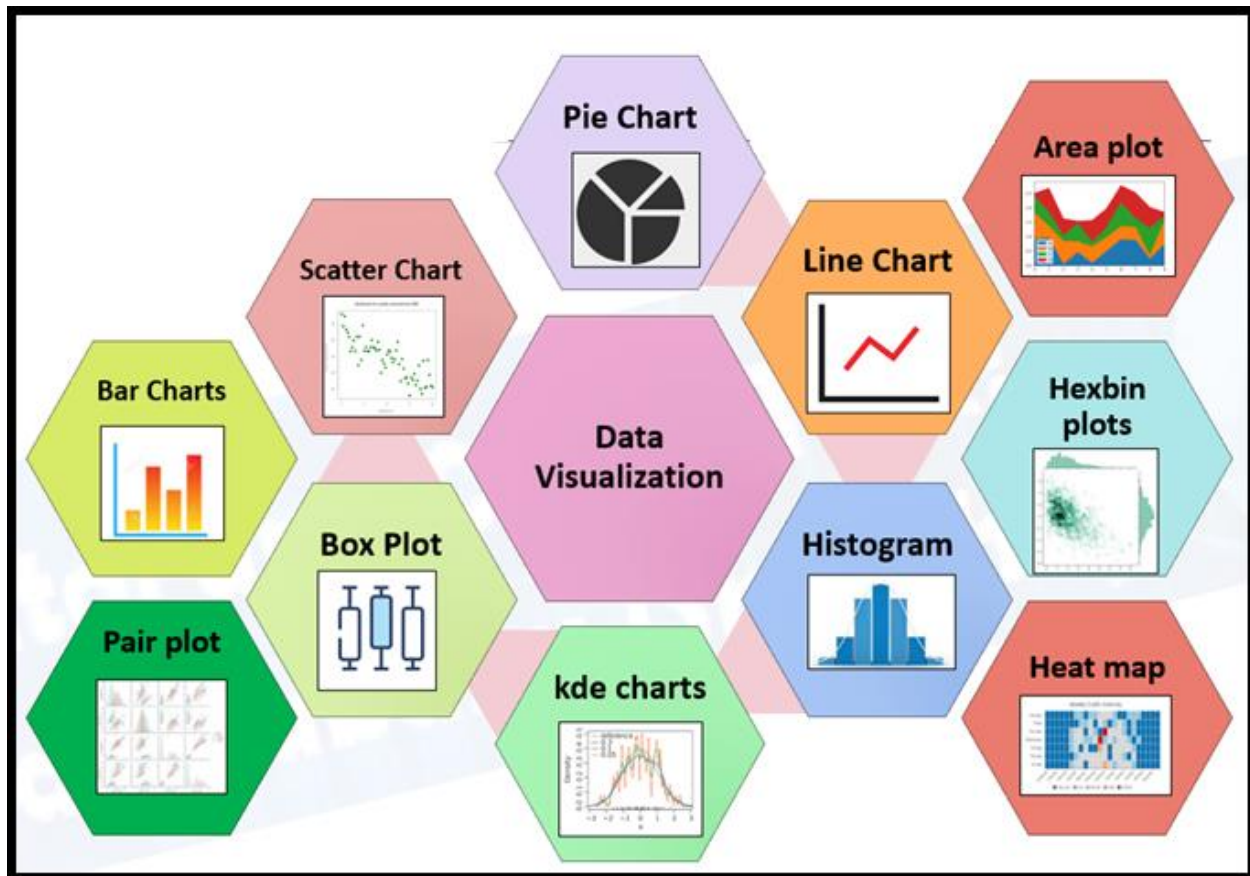 Pie Chart
Area plot
Scatter Chart
Line Chart
Bar Charts
Data
Visualization
Hexbin
plots
Box Plot
Histogram
Pair plot
kde charts
Heat map
Density